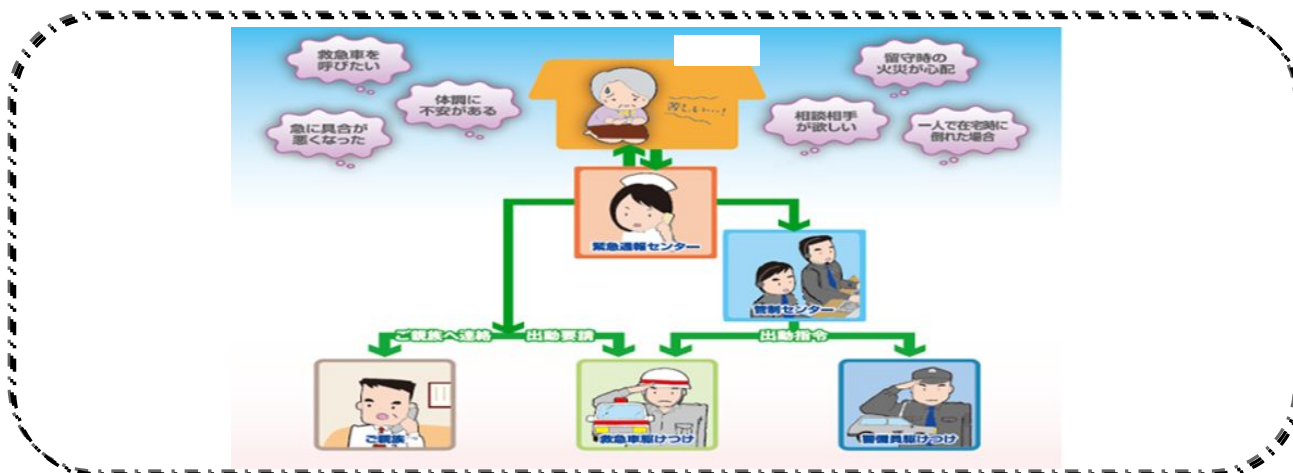 救急車を
呼びたい
体調に
不安がある
急に具合が
悪くなった
留守時の
火災が心配
相談相手
が欲しい
一人で在宅時に
倒れた場合
緊急通報センター
管制センター
ご親族へ連絡
出動要請
出動指令
ご親族
救急車駆けつけ
警備員駆けつけ